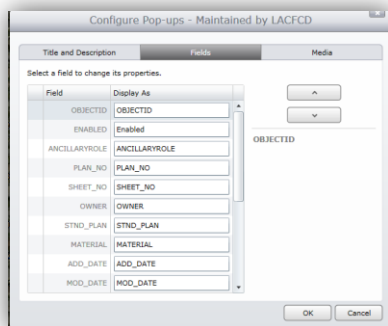 Configure Pop-ups - Maintained by LACFCD
Title and Description Fields Media
Select a field to change its properties.
Field Display As
OBJECTID OBJECTID
ENABLED Enabled
ANCILLARYROLE ANCILLARYROLE
PLAN_NO PLAN_NO
SHEET_NO SHEET_NO
OWNER OWNER
STND_PLAN STND_PLAN
MATERIAL MATERIAL
ADD_DATE ADD_DATE
MOD_DATE MOD_DATE
OBJECTID
OK Cancel